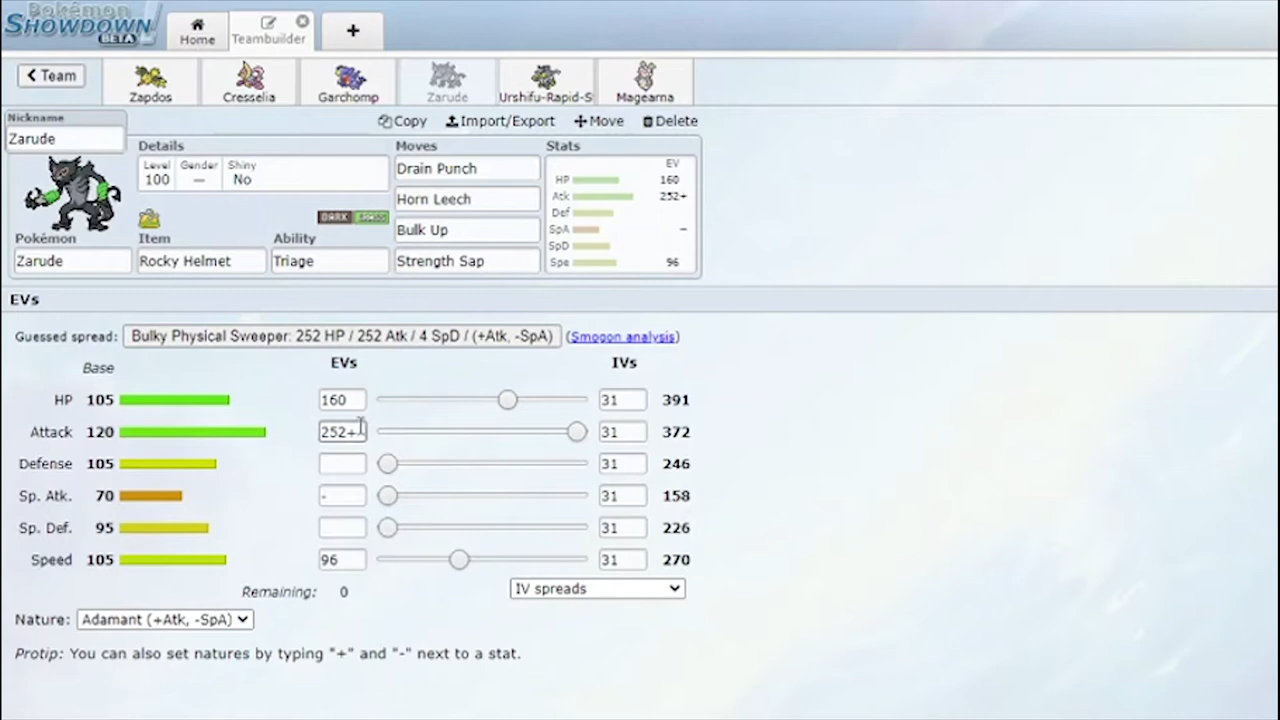 Pokémon
SHOWDOWN
BETA
Home
Teambuilder
+
Team
Zapdos
Cresselia
Garchomp
Zarude
Urshifu-Rapid-S
Magearna
Copy
Import/Export
Move
Delete
Nickname
Zarude
Details
Level
100
Gender
—
Shiny
No
DARK
Pokémon
Zarude
Item
Rocky Helmet
Ability
Triage
Moves
Drain Punch
Horn Leech
Bulk Up
Strength Sap
Stats
EV
HP 160
Atk 252+
Def
SpA –
SpD
Spe 96
EVs
Guessed spread: Bulky Physical Sweeper: 252 HP / 252 Atk / 4 SpD / (+Atk, -SpA) (Smogon analysis)
Base EVs IVs
HP 105 160 31 391
Attack 120 252+ 31 372
Defense 105 31 246
Sp. Atk. 70 - 31 158
Sp. Def. 95 31 226
Speed 105 96 31 270
Remaining: 0 IV spreads
Nature: Adamant (+Atk, -SpA)
Protip: You can also set natures by typing "+" and "-" next to a stat.